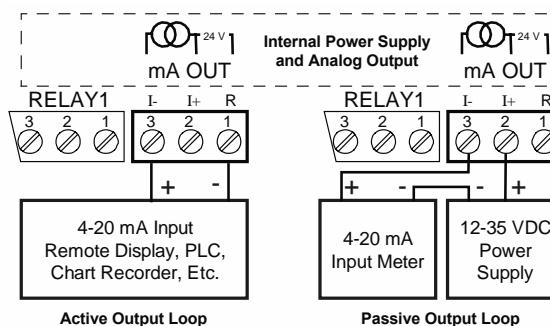 24 V
mA OUT
Internal Power Supply
and Analog Output
24 V
mA OUT
RELAY1
I- I+ R
3 2 1
3 2 1
RELAY1
I- I+ R
3 2 1
3 2 1
+ -
+ - - +
4-20 mA Input
Remote Display, PLC,
Chart Recorder, Etc.
4-20 mA
Input Meter
12-35 VDC
Power
Supply
Active Output Loop
Passive Output Loop